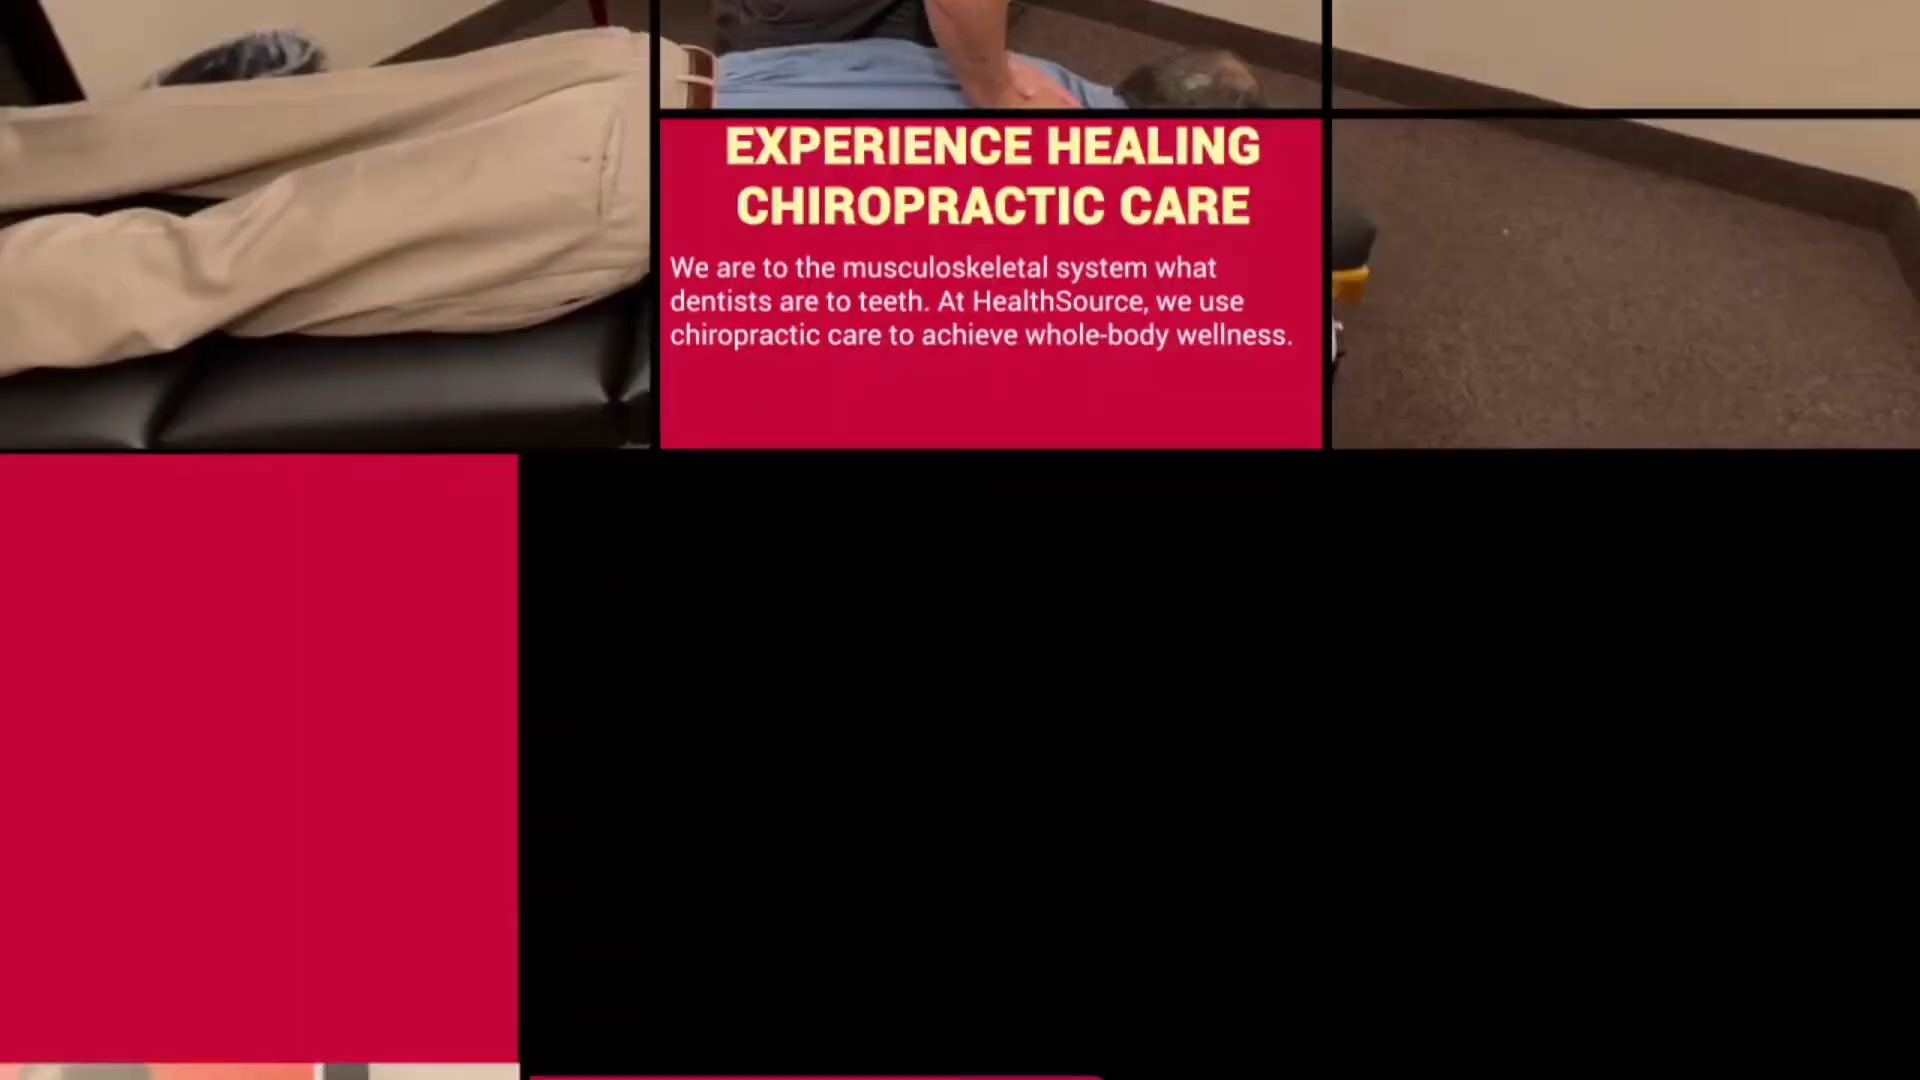 EXPERIENCE HEALING
CHIROPRACTIC CARE
We are to the musculoskeletal system what
dentists are to teeth. At HealthSource, we use
chiropractic care to achieve whole-body wellness.